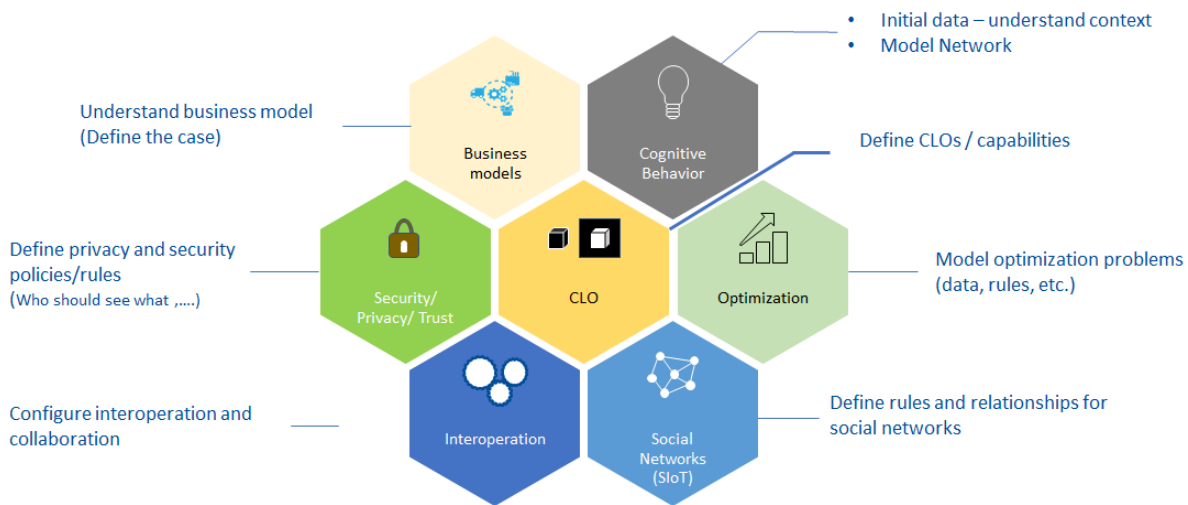 • Initial data – understand context
• Model Network
Understand business model
(Define the case)
Business
models
Cognitive
Behavior
Define CLOs / capabilities
Define privacy and security
policies/rules
(Who should see what ,....)
Security/
Privacy/ Trust
CLO
Optimization
Model optimization problems
(data, rules, etc.)
Configure interoperation and
collaboration
Interoperation
Social
Networks
(SIoT)
Define rules and relationships for
social networks